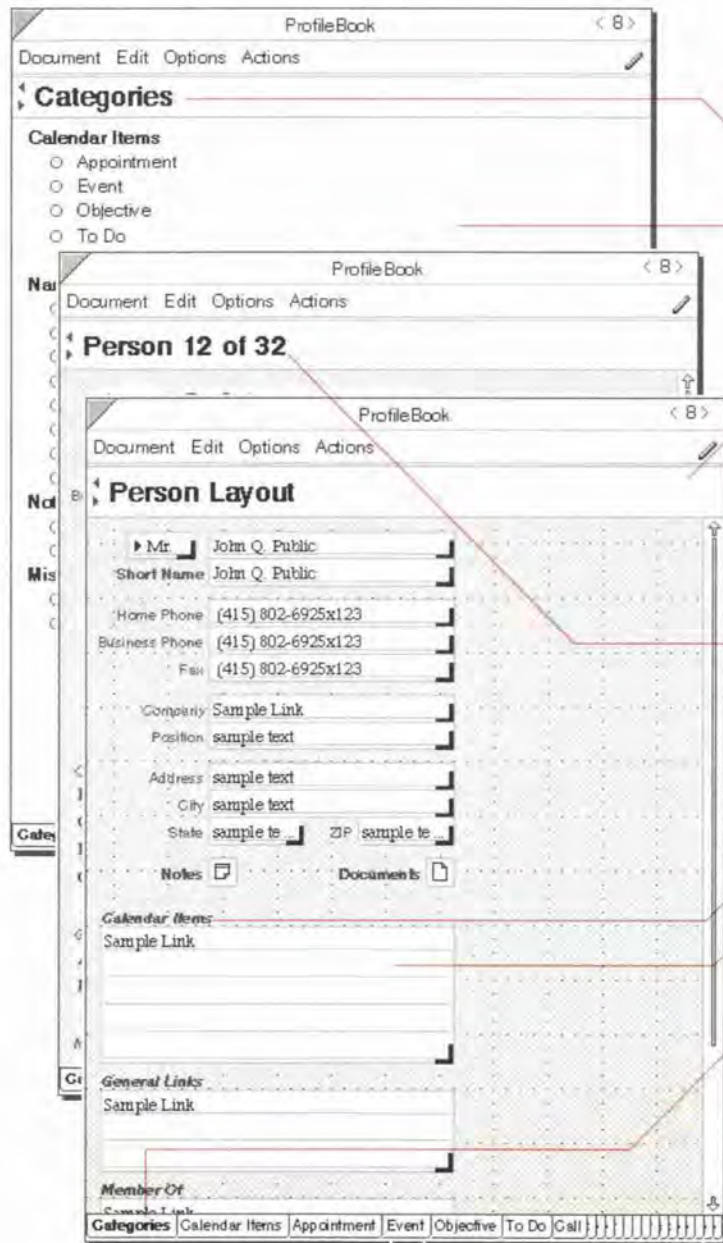 ProfileBook < 8 >
Document Edit Options Actions
Categories
Calendar Items
Appointment
Event
Objective
To Do
ProfileBook < 8 >
Document Edit Options Actions
Person 12 of 32
ProfileBook < 8 >
Document Edit Options Actions
Person Layout
Mr. John Q. Public
Short Name John Q. Public
Home Phone (415) 802-6925x123
Business Phone (415) 802-6925x123
Fax (415) 802-6925x123
Company Sample Link
Position sample text
Address sample text
City sample text
State sample te... ZIP sample te...
Notes Documents
Calendar Items
Sample Link
General Links
Sample Link
Member Of
Sample Link
Categories Calendar Items Appointment Event Objective To Do Call